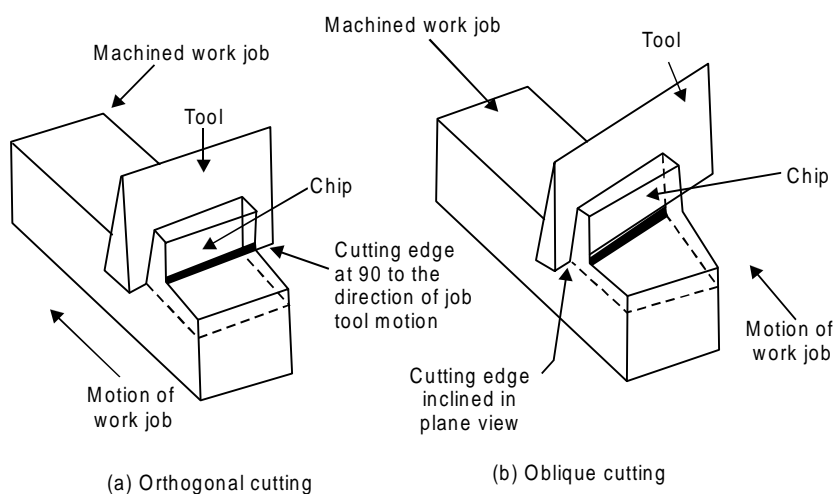 Machined work job
Tool
Chip
Cutting edge
at 90 to the
direction of job
tool motion
Motion of
work job
(a) Orthogonal cutting
Machined work job
Tool
Chip
Motion of
work job
Cutting edge
inclined in
plane view
(b) Oblique cutting